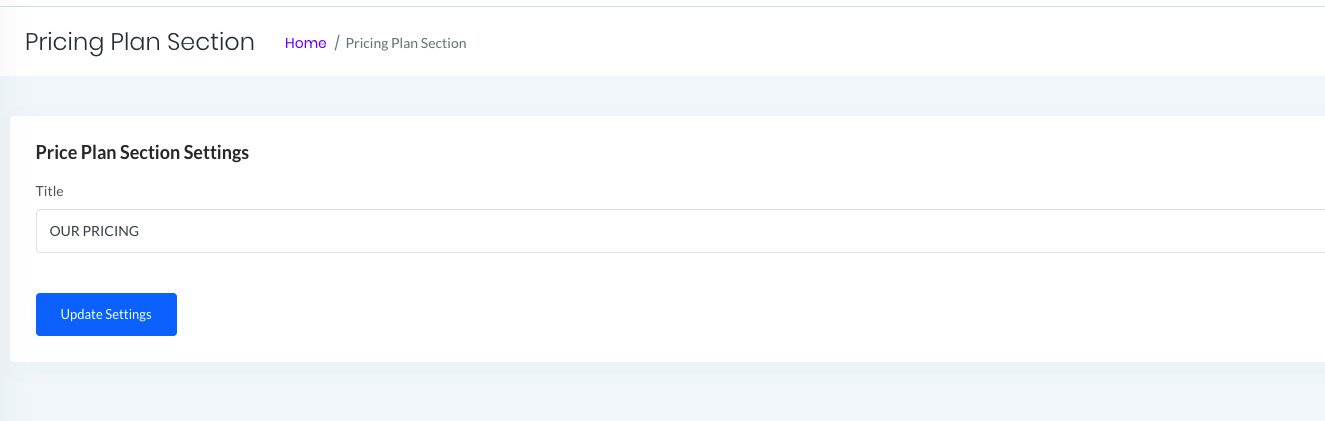 Pricing Plan Section Home / Pricing Plan Section
Price Plan Section Settings
Title
OUR PRICING
Update Settings